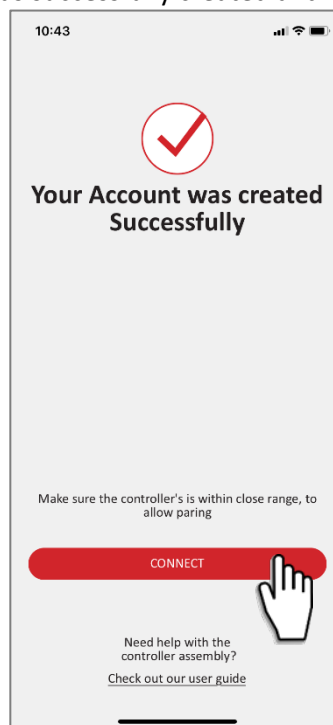 10:43
Your Account was created
Successfully
Make sure the controller's is within close range, to
allow paring
CONNECT
Need help with the
controller assembly?
Check out our user guide